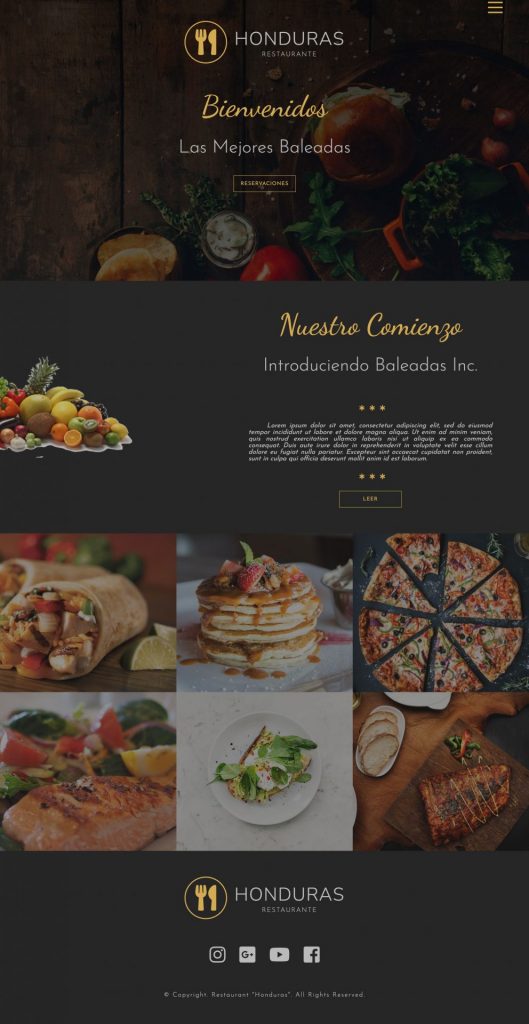 HONDURAS
RESTAURANTE
Bienvenidos
Las Mejores Baleadas
RESERVACIONES
Nuestro Comienzo
Introduciendo Baleadas Inc.
* * *
Lorem ipsum dolor sit amet, consectetur adipiscing elit, sed do eiusmod
tempor incididunt ut labore et dolore magna aliqua. Ut enim ad minim veniam,
quis nostrud exercitation ullamco laboris nisi ut aliquip ex ea commodo
consequat. Duis aute irure dolor in reprehenderit in voluptate velit esse cillum
dolore eu fugiat nulla pariatur. Excepteur sint occaecat cupidatat non proident,
sunt in culpa qui officia deserunt mollit anim id est laborum.
* * *
LEER
HONDURAS
RESTAURANTE
© Copyright. Restaurant "Honduras". All Rights Reserved.